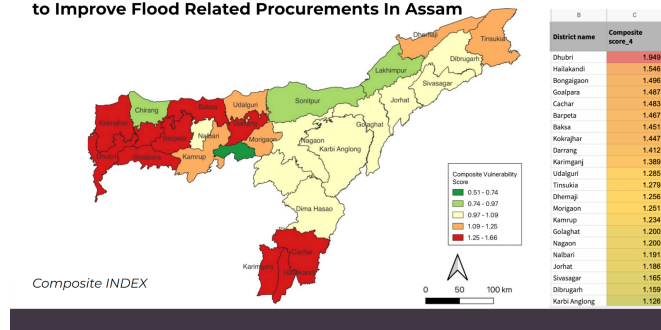 to Improve Flood Related Procurements In Assam
Dhemaji
Tinsukia
Dibrugarh
Lakhimpur
Sivasagar
Jorhat
Sonitpur
Golaghat
Udalguri
Baksa
Chirang
Kokrajhar
Barpeta
Nalbari
Morigaon
Nagaon
Karbi Anglong
Dhubri
Goalpara
Kamrup
Dima Hasao
Cachar
Karimganj
Hailakandi
Composite Vulnerability
Score
0.51 - 0.74
0.74 - 0.97
0.97 - 1.09
1.09 - 1.25
1.25 - 1.66
0 50 100 km
Composite INDEX
B C
District name Composite
score_4
Dhubri 1.949
Hailakandi 1.546
Bongaigaon 1.496
Goalpara 1.487
Cachar 1.483
Barpeta 1.467
Baksa 1.451
Kokrajhar 1.447
Darrang 1.412
Karimganj 1.389
Udalguri 1.285
Tinsukia 1.279
Dhemaji 1.256
Morigaon 1.251
Kamrup 1.234
Golaghat 1.200
Nagaon 1.200
Nalbari 1.191
Jorhat 1.186
Sivasagar 1.165
Dibrugarh 1.159
Karbi Anglong 1.126